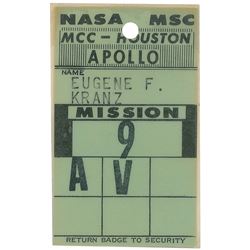 NASA MSC
MCC - HOUSTON
APOLLO
NAME
EUGENE F.
KRANZ
MISSION
9
A V
RETURN BADGE TO SECURITY